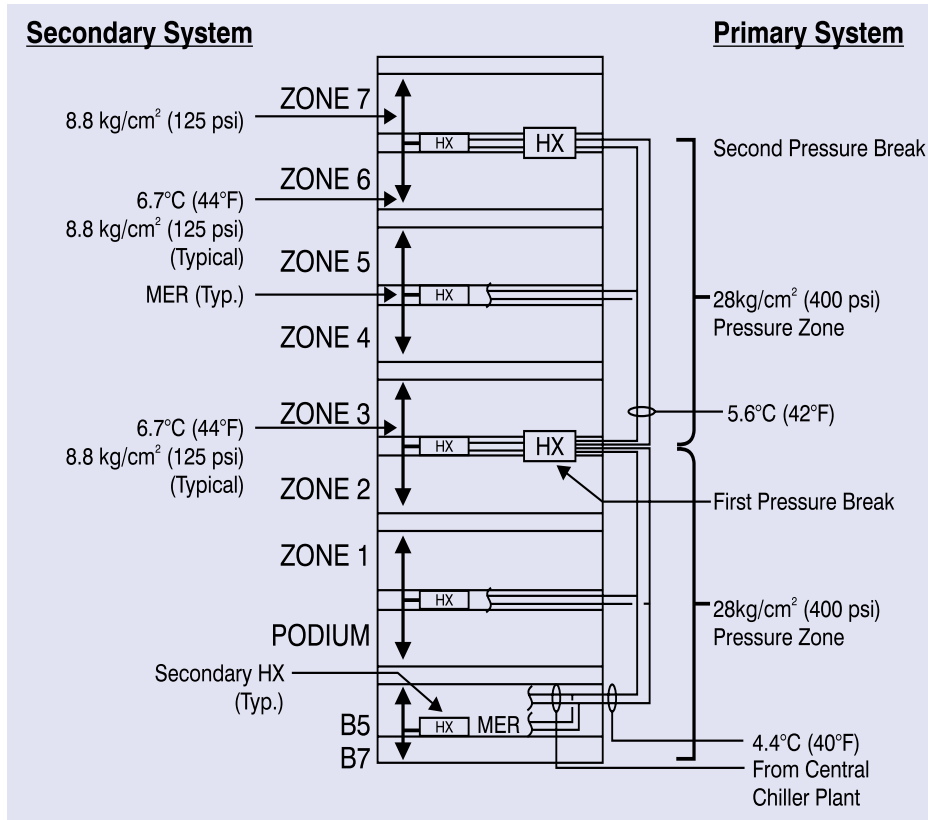 Secondary System
Primary System
ZONE 7
8.8 kg/cm² (125 psi)
HX
HX
Second Pressure Break
ZONE 6
6.7°C (44°F)
8.8 kg/cm² (125 psi)
(Typical)
ZONE 5
MER (Typ.)
HX
28kg/cm² (400 psi)
Pressure Zone
ZONE 4
ZONE 3
5.6°C (42°F)
6.7°C (44°F)
8.8 kg/cm² (125 psi)
(Typical)
HX
HX
ZONE 2
First Pressure Break
ZONE 1
HX
28kg/cm² (400 psi)
Pressure Zone
PODIUM
Secondary HX
(Typ.)
B5
HX
MER
B7
4.4°C (40°F)
From Central
Chiller Plant